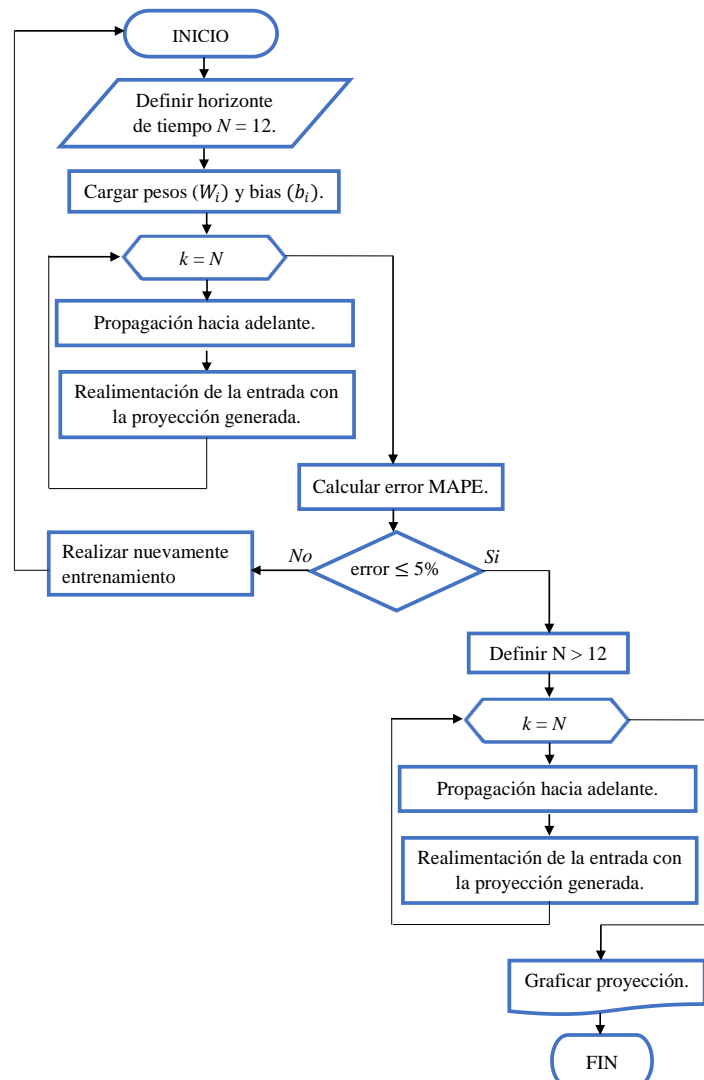 INICIO
Definir horizonte
de tiempo N = 12.
Cargar pesos (W_i) y bias (b_i).
k = N
Propagación hacia adelante.
Realimentación de la entrada con
la proyección generada.
Calcular error MAPE.
Realizar nuevamente
entrenamiento
No
error ≤ 5%
Si
Definir N > 12
k = N
Propagación hacia adelante.
Realimentación de la entrada con
la proyección generada.
Graficar proyección.
FIN